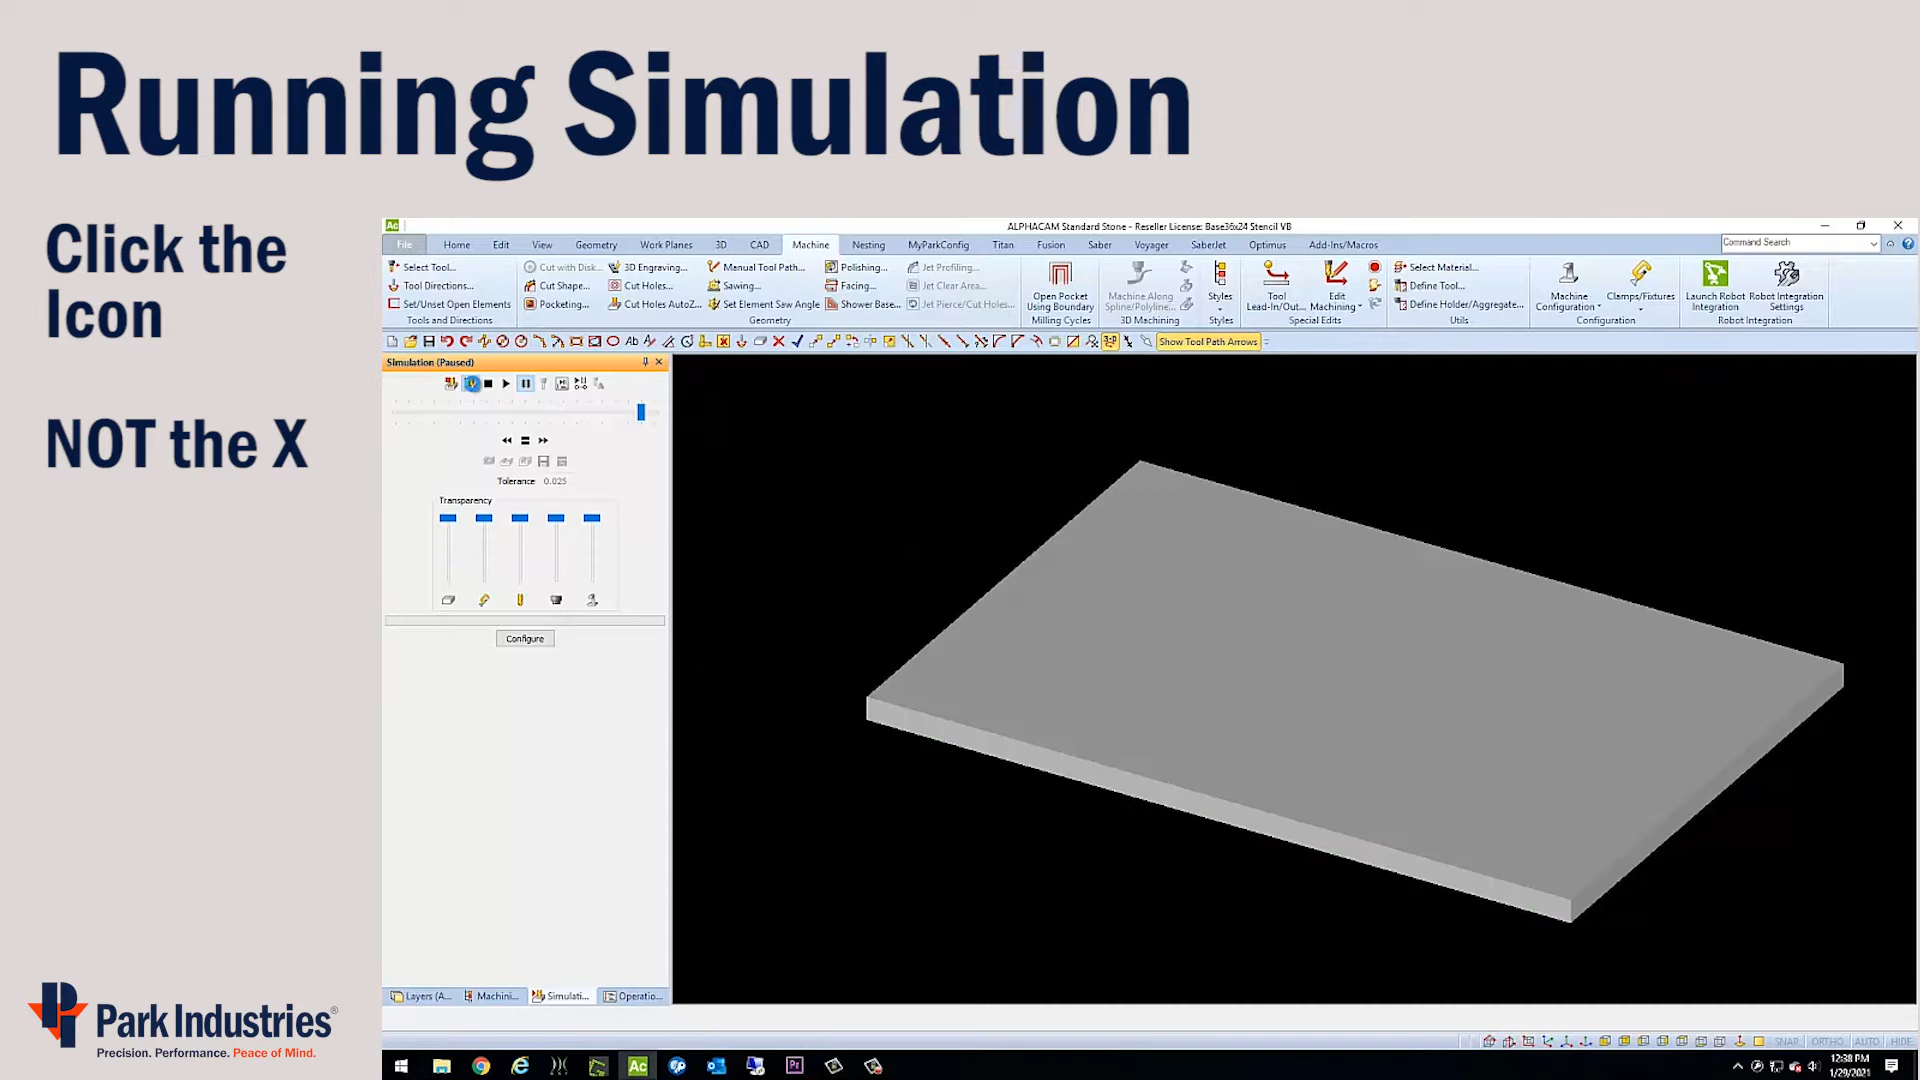 Running Simulation
Click the
Icon
NOT the X
ALPHACAM Standard Stone - Reseller License: Base36x24 Stencil VB
File Home Edit View Geometry Work Planes 3D CAD Machine Nesting MyParkConfig Titan Fusion Saber Voyager SaberJet Optimus Add-Ins/Macros
Command Search
Select Tool...
Tool Directions...
Set/Unset Open Elements
Tools and Directions
Cut with Disk...
Cut Shape...
Pocketing...
3D Engraving...
Cut Holes...
Cut Holes AutoZ...
Manual Tool Path...
Sawing...
Set Element Saw Angle
Polishing...
Facing...
Shower Base...
Jet Profiling...
Jet Clear Area...
Jet Pierce/Cut Holes...
Geometry
Open Pocket
Using Boundary
Milling Cycles
Machine Along
Spline/Polyline...
3D Machining
Styles
Styles
Tool
Lead-In/Out...
Edit
Machining
Special Edits
Select Material...
Define Tool...
Define Holder/Aggregate...
Utils
Machine
Configuration
Clamps/Fixtures
Configuration
Launch Robot
Integration
Robot Integration
Settings
Robot Integration
Show Tool Path Arrows
Simulation (Paused)
Tolerance 0.025
Transparency
Configure
Layers (A... Machini... Simulati... Operatio...
SNAP ORTHO AUTO HIDE
12:38 PM
1/29/2021
Park Industries®
Precision. Performance. Peace of Mind.